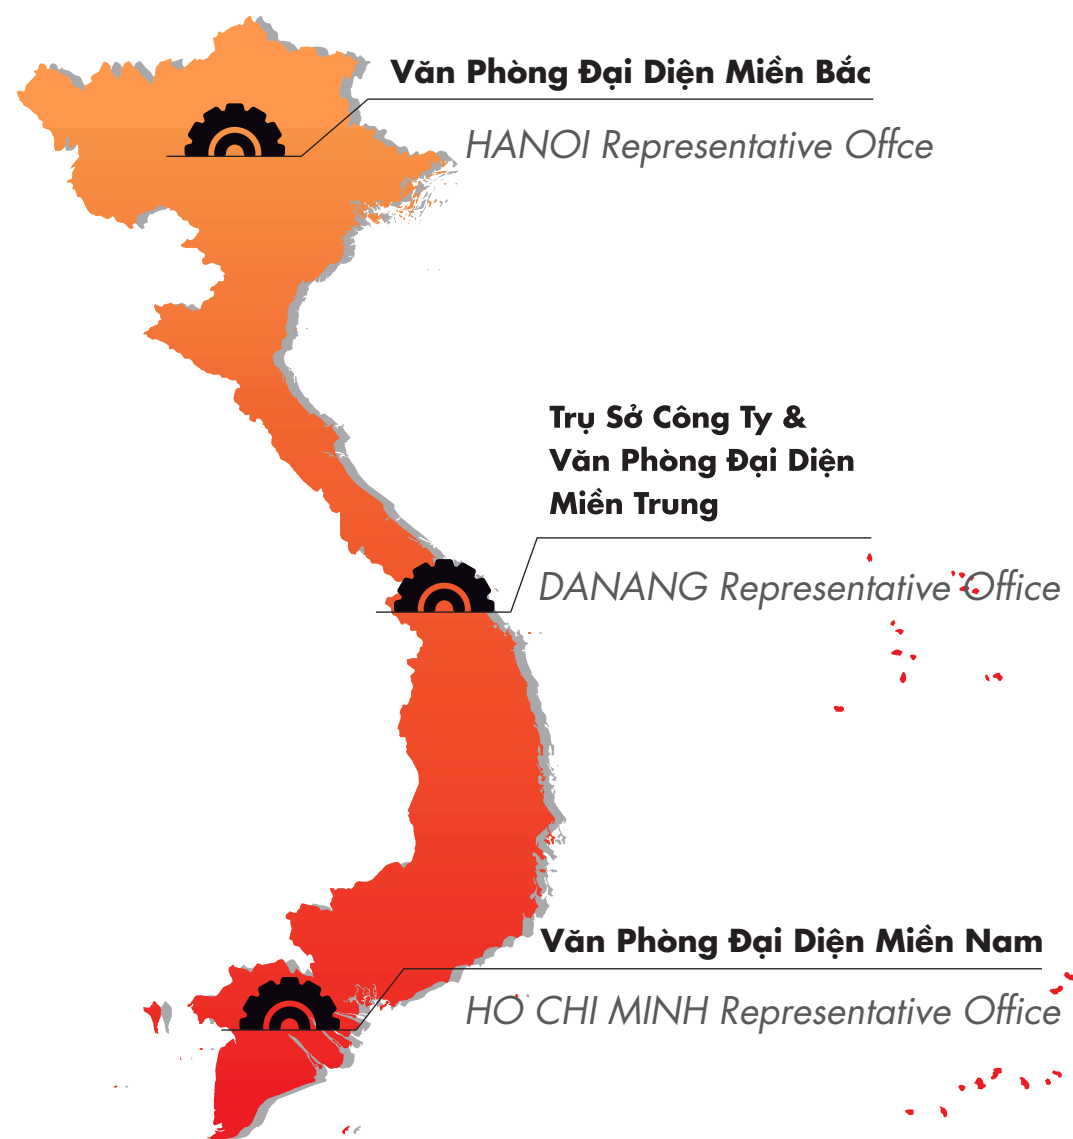 Văn Phòng Đại Diện Miền Bắc
HANOI Representative Offce
Trụ Sở Công Ty &
Văn Phòng Đại Diện
Miền Trung
DANANG Representative Office
Văn Phòng Đại Diện Miền Nam
HO CHI MINH Representative Office